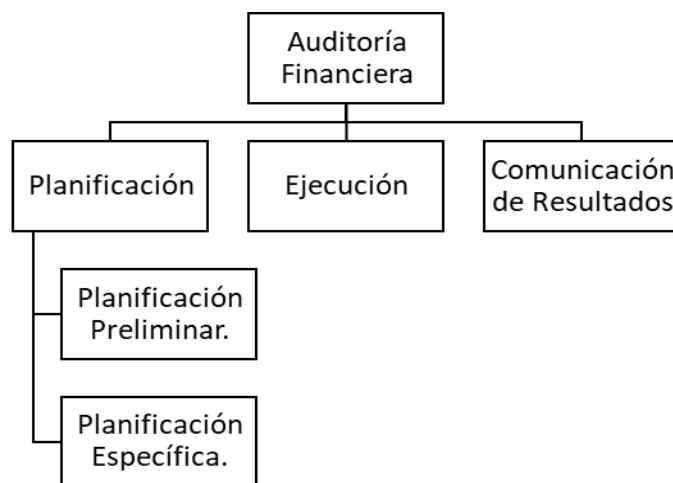 Auditoría
Financiera
Planificación
Ejecución
Comunicación
de Resultados
Planificación
Preliminar.
Planificación
Específica.